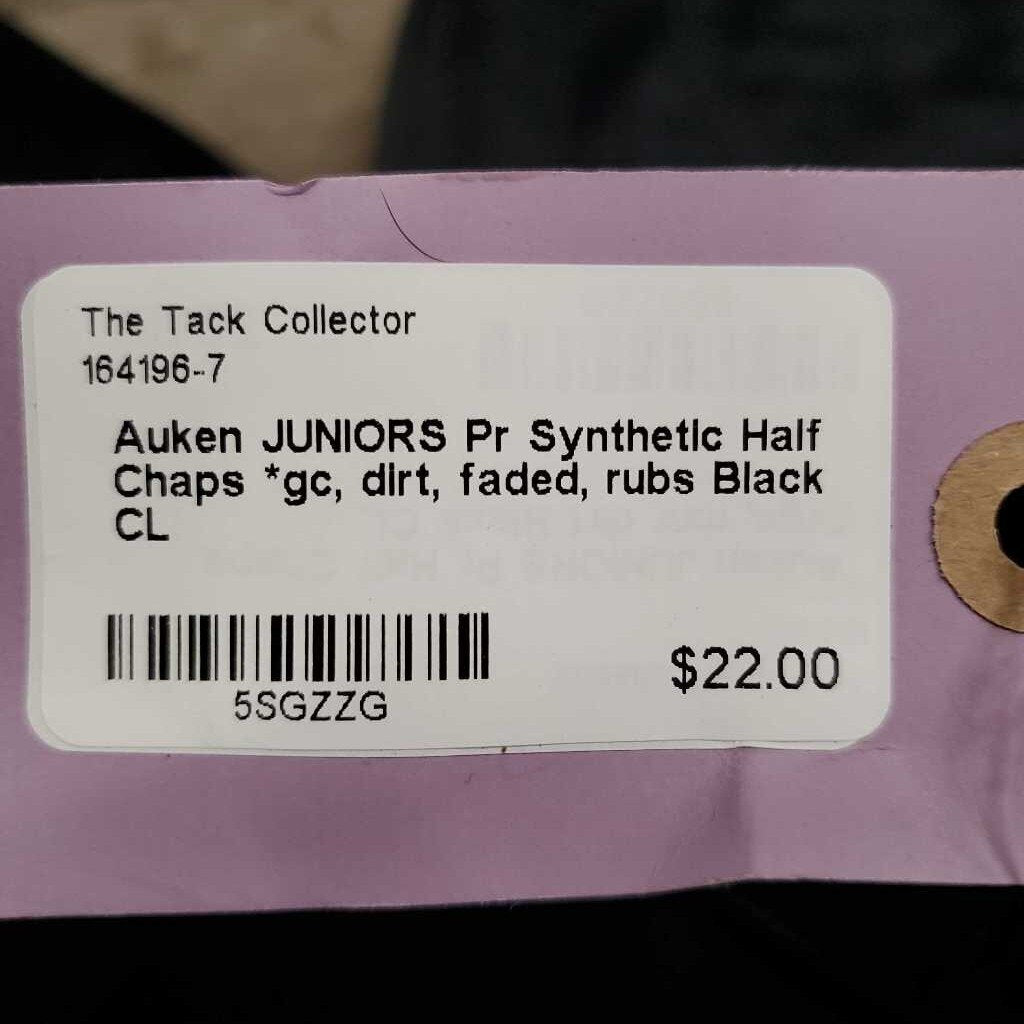 The Tack Collector
164196-7
Auken JUNIORS Pr Synthetic Half
Chaps *gc, dirt, faded, rubs Black
CL
5SGZZG
$22.00